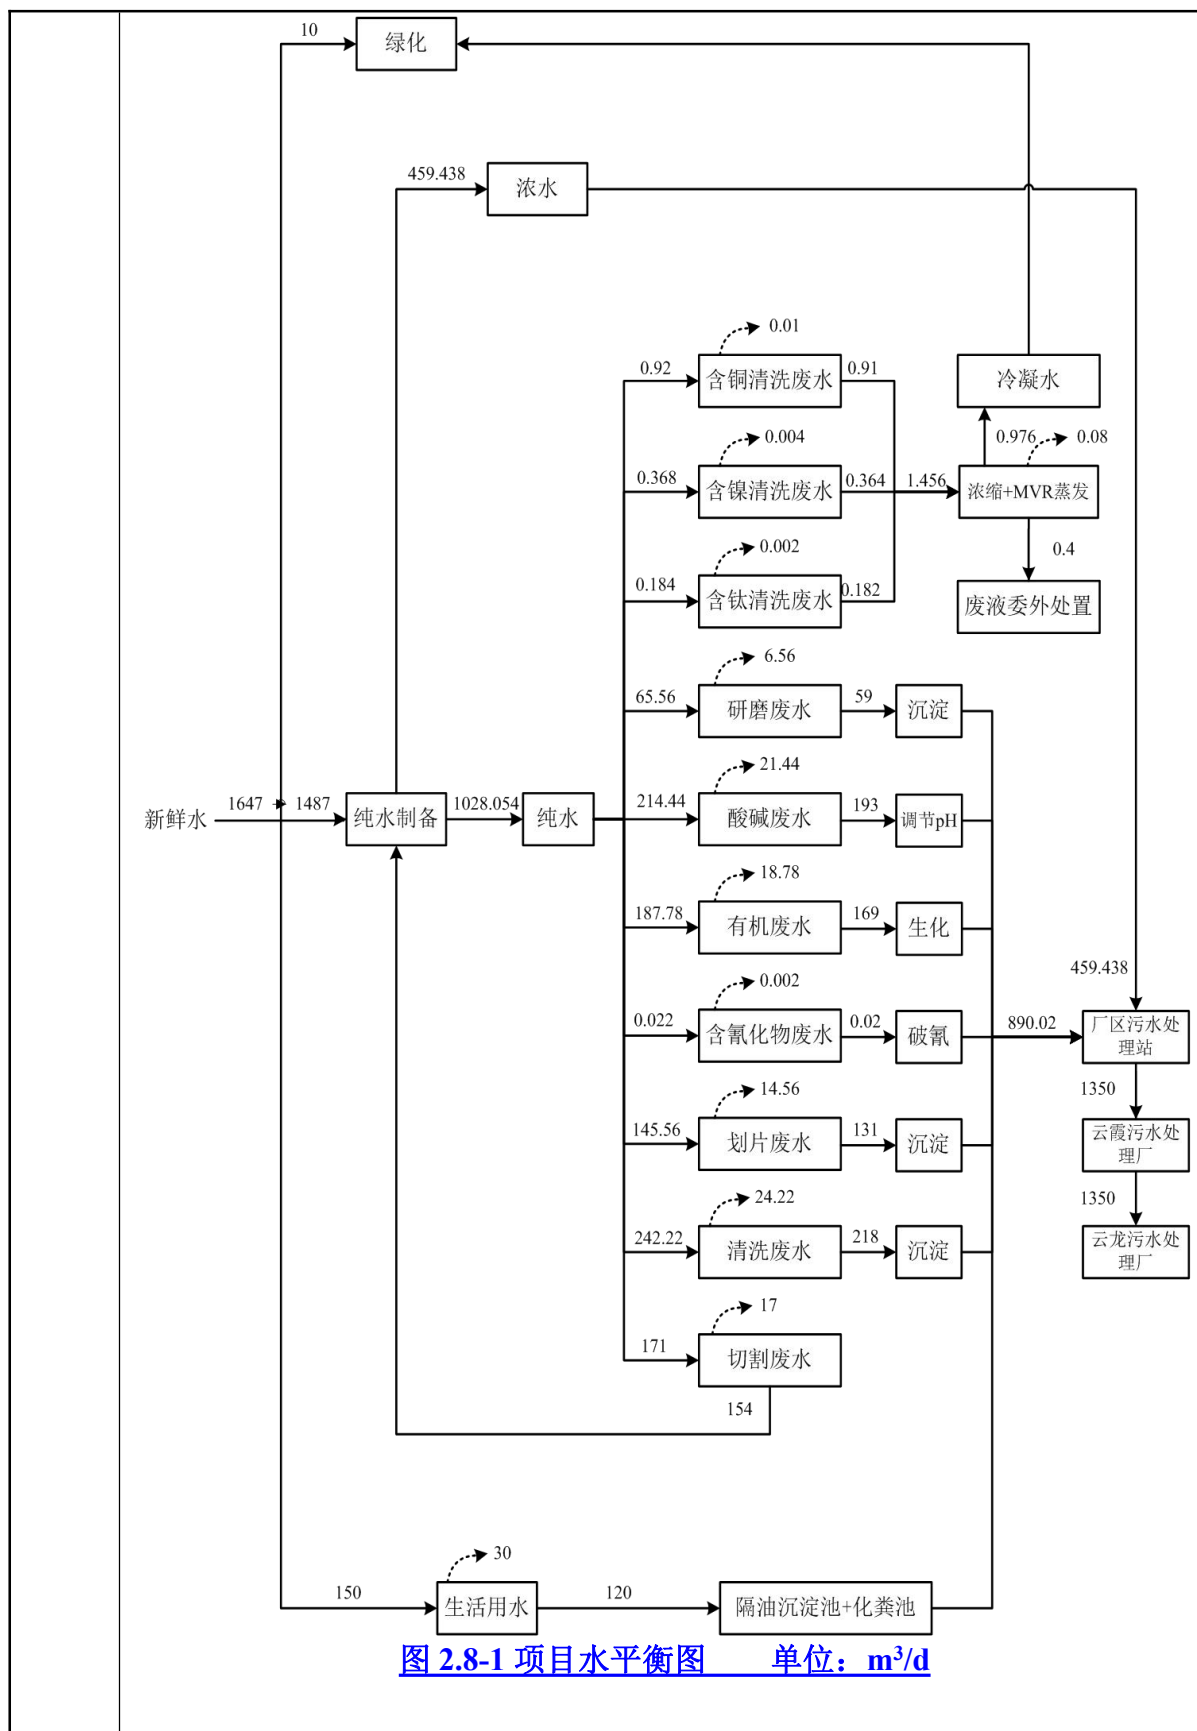 10
绿化
459.438
浓水
0.01
0.92
含铜清洗废水
0.91
冷凝水
0.004
0.976
0.08
0.368
含镍清洗废水
0.364
1.456
浓缩+MVR蒸发
0.002
0.4
0.184
含钛清洗废水
0.182
废液委外处置
6.56
65.56
研磨废水
59
沉淀
21.44
新鲜水
1647
1487
纯水制备
1028.054
纯水
214.44
酸碱废水
193
调节pH
18.78
187.78
有机废水
169
生化
459.438
0.002
0.022
含氰化物废水
0.02
破氰
890.02
厂区污水处
理站
14.56
1350
145.56
划片废水
131
沉淀
云霞污水处
理厂
24.22
1350
242.22
清洗废水
218
沉淀
云龙污水处
理厂
17
171
切割废水
154
30
150
生活用水
120
隔油沉淀池+化粪池
图 2.8-1 项目水平衡图 单位：m³/d